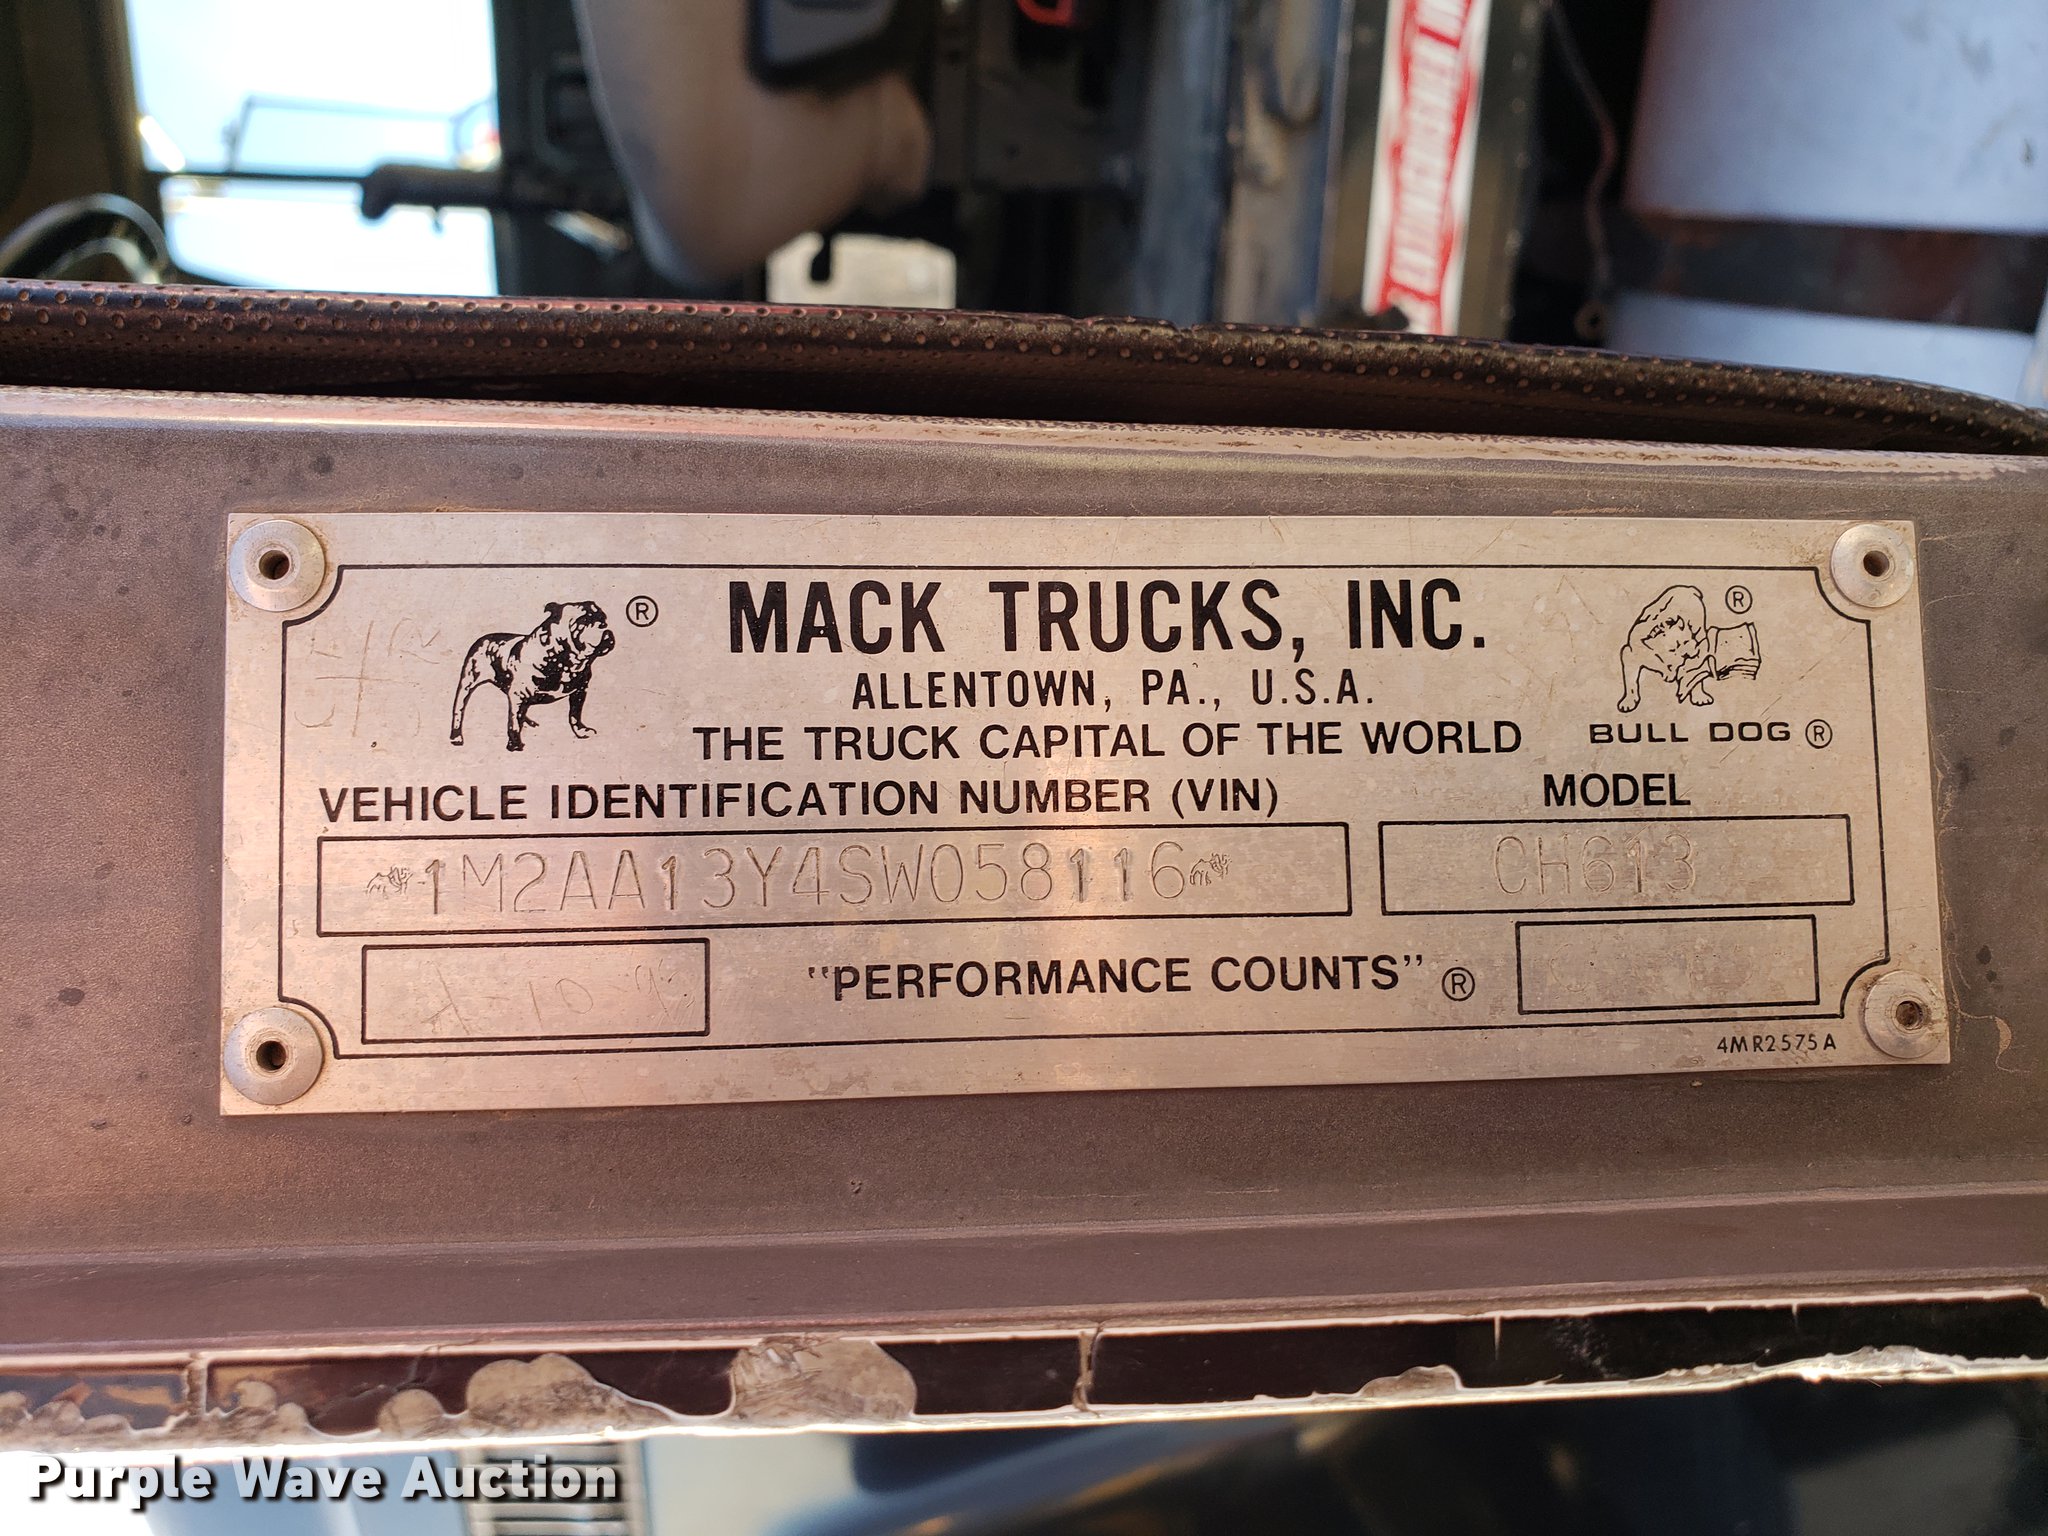 EXTINGUISHER
® MACK TRUCKS, INC. ®
ALLENTOWN, PA., U.S.A.
THE TRUCK CAPITAL OF THE WORLD
BULL DOG ®
VEHICLE IDENTIFICATION NUMBER (VIN) MODEL
1M2AA13Y4SW058116 CH613
"PERFORMANCE COUNTS" ®
4MR2575A
Purple Wave Auction